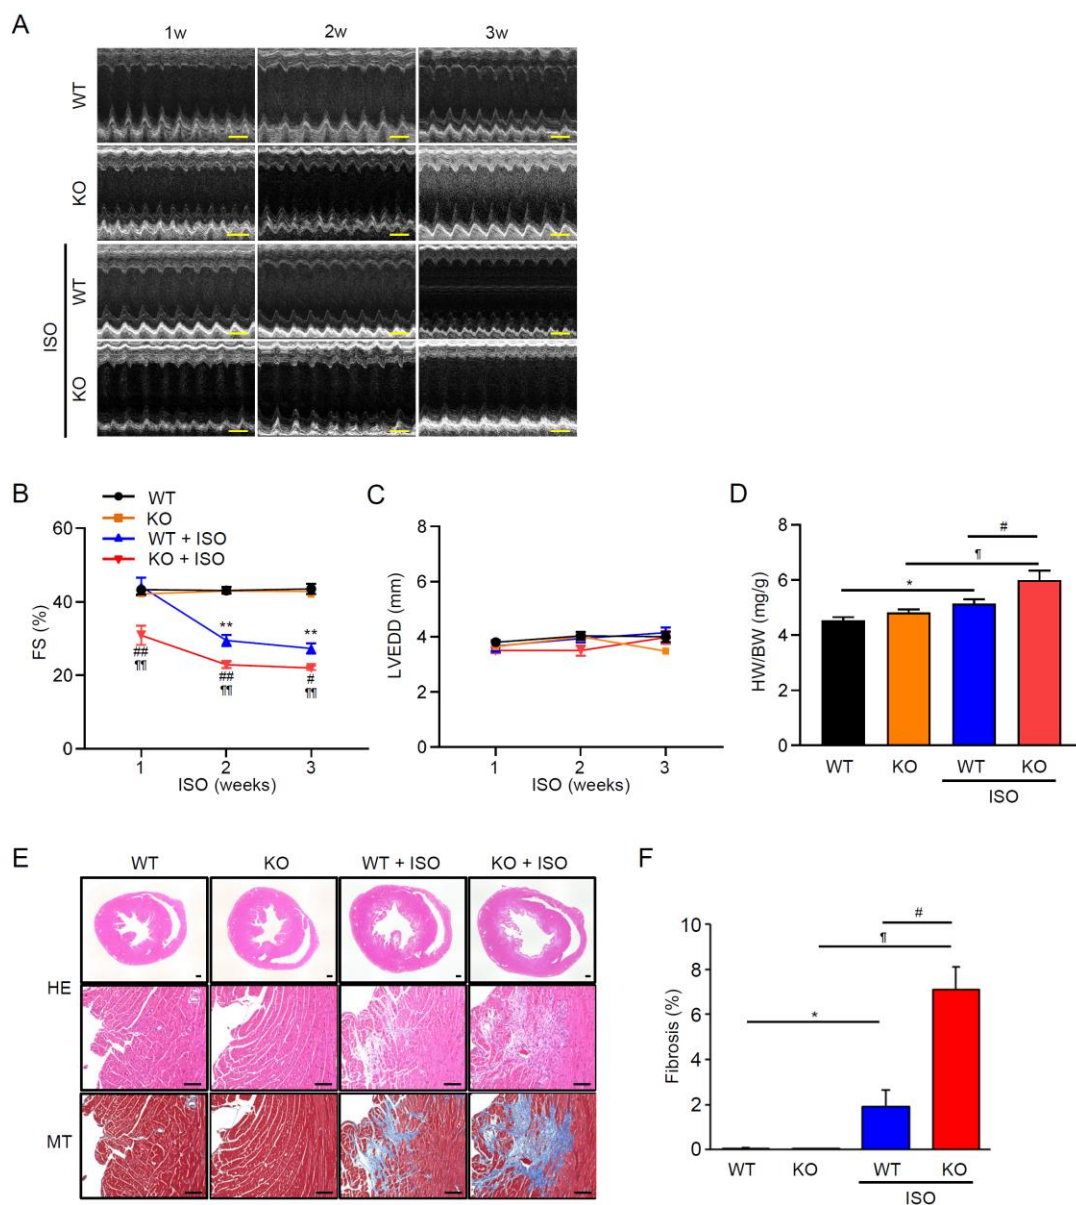 A
1w 2w 3w
WT
KO
ISO
WT
KO
B
WT
KO
WT + ISO
KO + ISO
FS (%)
60
40
20
0
**
**
##
¶¶
##
¶¶
#
¶¶
1 2 3
ISO (weeks)
C
LVEDD (mm)
8
6
4
2
0
1 2 3
ISO (weeks)
D
HW/BW (mg/g)
8
6
4
2
0
#
¶
*
WT KO WT KO
ISO
E
WT KO WT + ISO KO + ISO
HE
MT
F
Fibrosis (%)
10
8
6
4
2
0
#
¶
*
WT KO WT KO
ISO